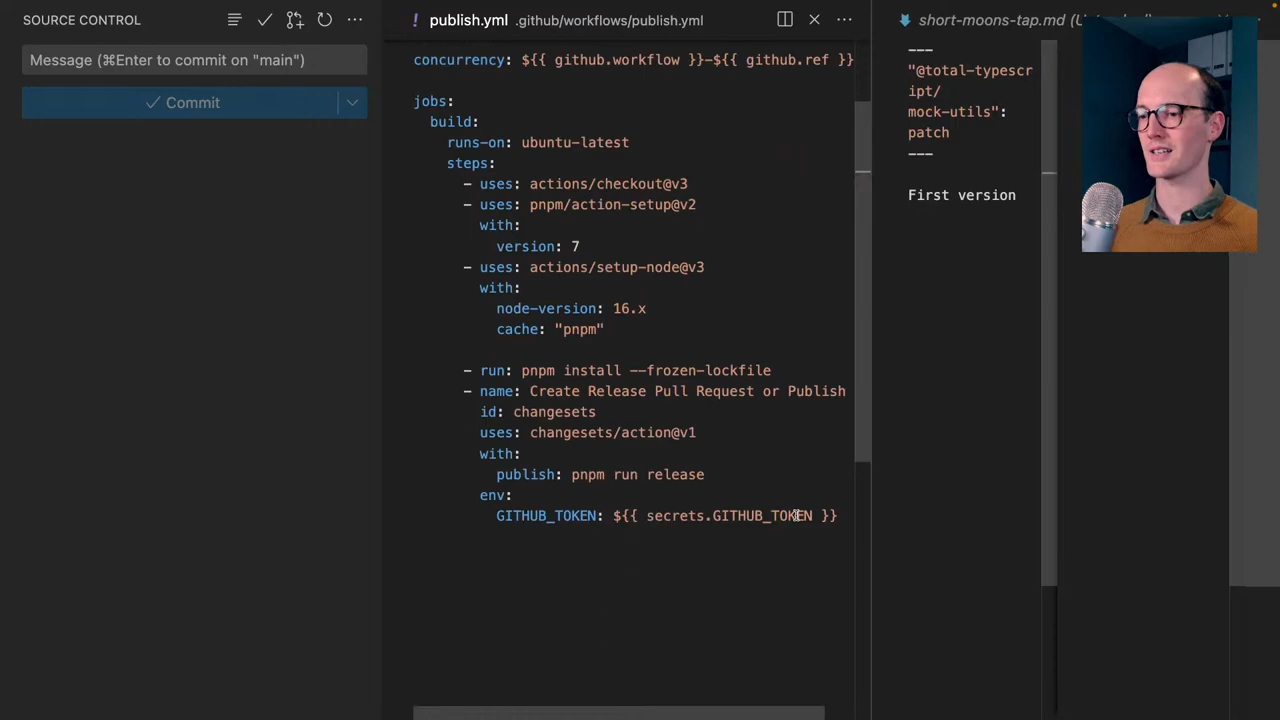 SOURCE CONTROL
Message (⌘Enter to commit on "main")
Commit
publish.yml .github/workflows/publish.yml
concurrency: ${{ github.workflow }}-${{ github.ref }}
jobs:
build:
runs-on: ubuntu-latest
steps:
- uses: actions/checkout@v3
- uses: pnpm/action-setup@v2
with:
version: 7
- uses: actions/setup-node@v3
with:
node-version: 16.x
cache: "pnpm"
- run: pnpm install --frozen-lockfile
- name: Create Release Pull Request or Publish
id: changesets
uses: changesets/action@v1
with:
publish: pnpm run release
env:
GITHUB_TOKEN: ${{ secrets.GITHUB_TOKEN }}
short-moons-tap.md
---
"@total-typescr
ipt/
mock-utils":
patch
---
First version